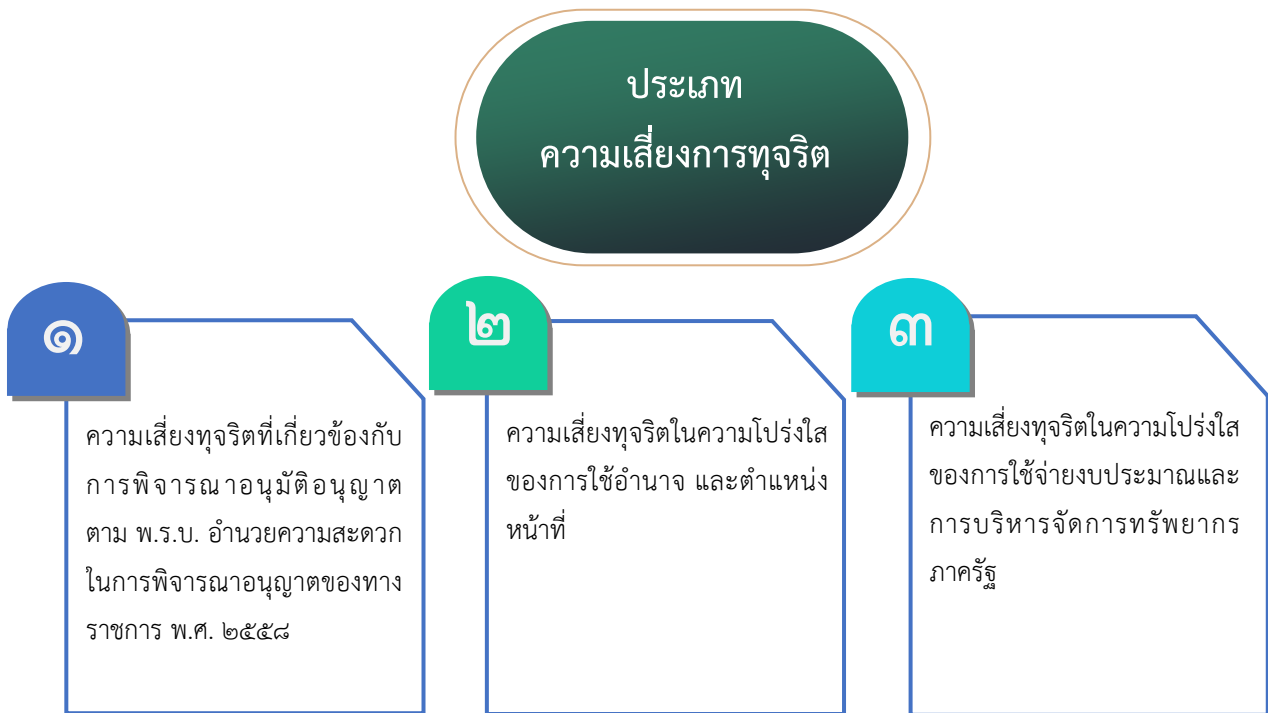 ประเภท
ความเสี่ยงการทุจริต
๑
ความเสี่ยงทุจริตที่เกี่ยวข้องกับ
การพิจารณาอนุมัติอนุญาต
ตาม พ.ร.บ. อำนวยความสะดวก
ในการพิจารณาอนุญาตของทาง
ราชการ พ.ศ. ๒๕๕๘
๒
ความเสี่ยงทุจริตในความโปร่งใส
ของการใช้อำนาจ และตำแหน่ง
หน้าที่
๓
ความเสี่ยงทุจริตในความโปร่งใส
ของการใช้จ่ายงบประมาณและ
การบริหารจัดการทรัพยากร
ภาครัฐ